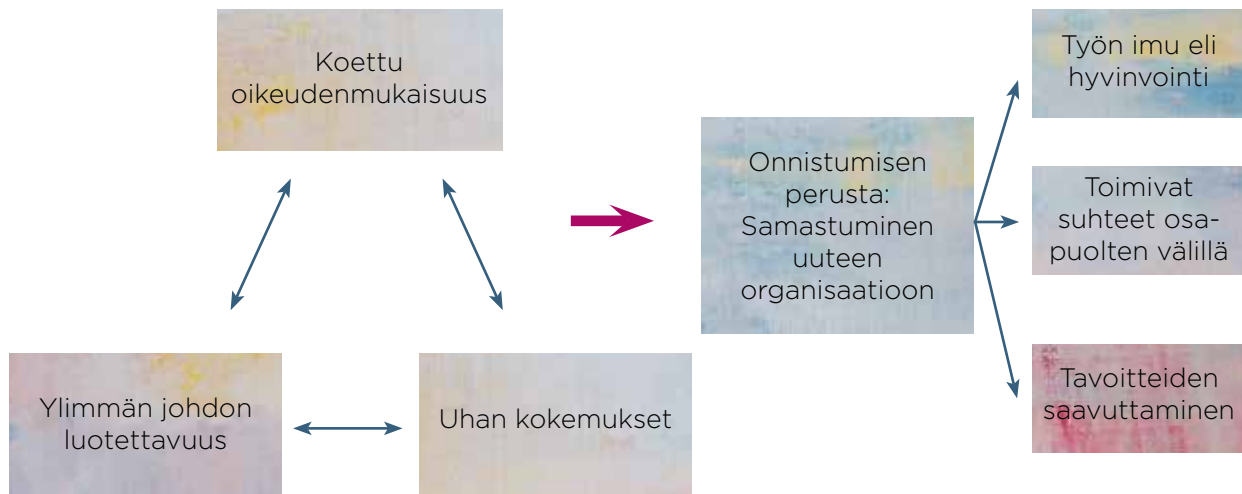 Koettu
oikeudenmukaisuus
Ylimmän johdon
luotettavuus
Uhan kokemukset
Onnistumisen
perusta:
Samastuminen
uuteen
organisaatioon
Työn imu eli
hyvinvointi
Toimivat
suhteet osa-
puolten välillä
Tavoitteiden
saavuttaminen